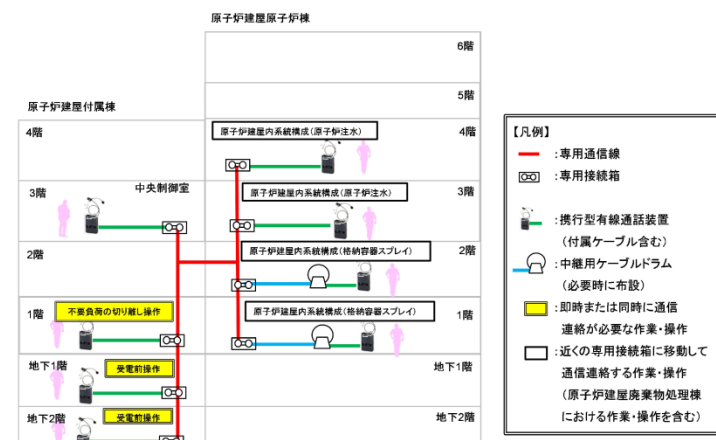 原子炉建屋原子炉棟
6階
5階
原子炉建屋付属棟
4階
原子炉建屋内系統構成(原子炉注水)
4階
3階
中央制御室
原子炉建屋内系統構成(原子炉注水)
3階
2階
原子炉建屋内系統構成(格納容器スプレイ)
2階
1階
不要負荷の切り離し操作
原子炉建屋内系統構成(格納容器スプレイ)
1階
地下1階
受電前操作
地下1階
地下2階
受電前操作
地下2階
【凡例】
:専用通信線
:専用接続箱
:携行型有線通話装置
(付属ケーブル含む)
:中継用ケーブルドラム
(必要時に布設)
:即時または同時に通信
連絡が必要な作業・操作
:近くの専用接続箱に移動して
通信連絡する作業・操作
(原子炉建屋廃棄物処理棟
における作業・操作を含む)